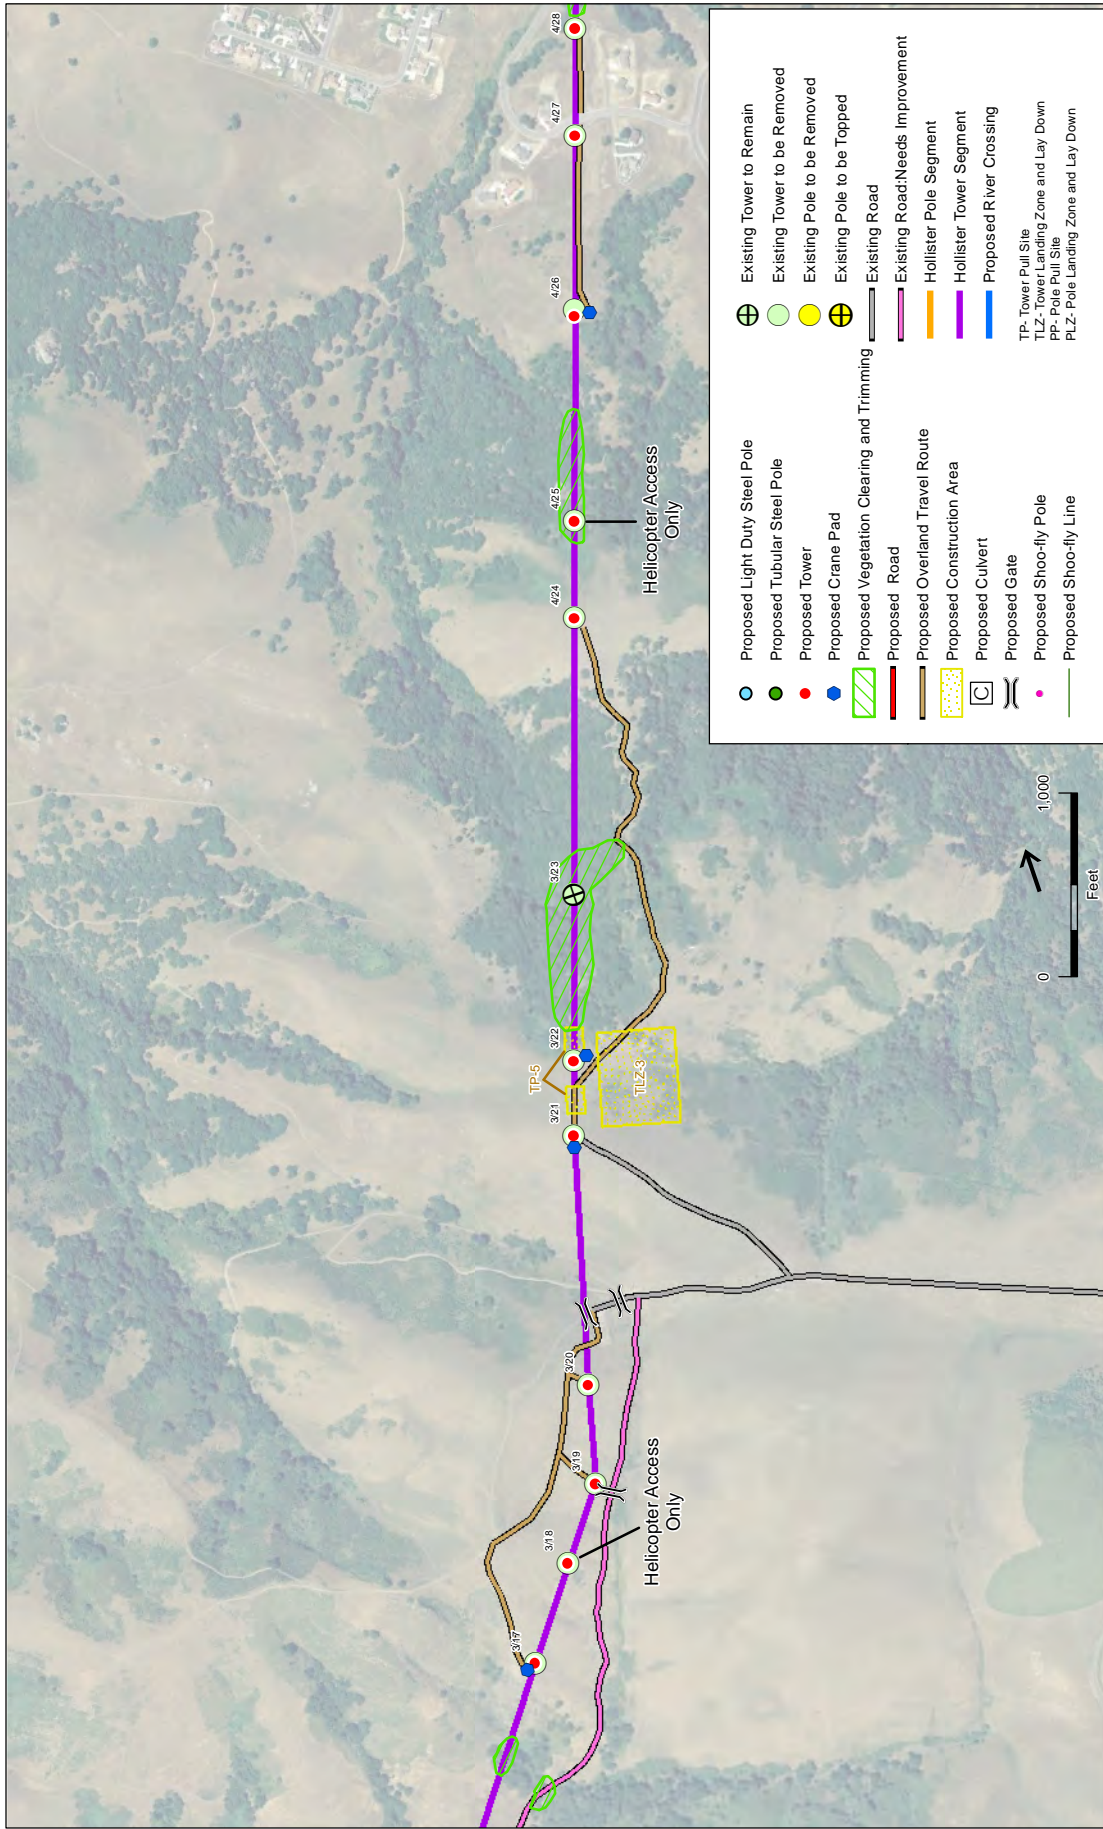 3/17
3/18
Helicopter Access
Only
3/19
3/20
3/21
TP-5
3/22
TLZ-3
3/23
4/24
4/25
Helicopter Access
Only
4/26
4/27
4/28
0
1,000
Feet
Proposed Light Duty Steel Pole
Proposed Tubular Steel Pole
Proposed Tower
Proposed Crane Pad
Proposed Vegetation Clearing and Trimming
Proposed Road
Proposed Overland Travel Route
Proposed Construction Area
C Proposed Culvert
Proposed Gate
Proposed Shoo-fly Pole
Proposed Shoo-fly Line
Existing Tower to Remain
Existing Tower to be Removed
Existing Pole to be Removed
Existing Pole to be Topped
Existing Road
Existing Road:Needs Improvement
Hollister Pole Segment
Hollister Tower Segment
Proposed River Crossing
TP- Tower Pull Site
TLZ- Tower Landing Zone and Lay Down
PP- Pole Pull Site
PLZ- Pole Landing Zone and Lay Down